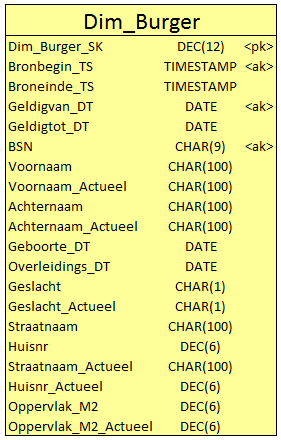 Dim_Burger
Dim_Burger_SK DEC(12) <pk>
Bronbegin_TS TIMESTAMP <ak>
Broneinde_TS TIMESTAMP
Geldigvan_DT DATE <ak>
Geldigtot_DT DATE
BSN CHAR(9) <ak>
Voornaam CHAR(100)
Voornaam_Actueel CHAR(100)
Achternaam CHAR(100)
Achternaam_Actueel CHAR(100)
Geboorte_DT DATE
Overleidings_DT DATE
Geslacht CHAR(1)
Geslacht_Actueel CHAR(1)
Straatnaam CHAR(100)
Huisnr DEC(6)
Straatnaam_Actueel CHAR(100)
Huisnr_Actueel DEC(6)
Oppervlak_M2 DEC(6)
Oppervlak_M2_Actueel DEC(6)